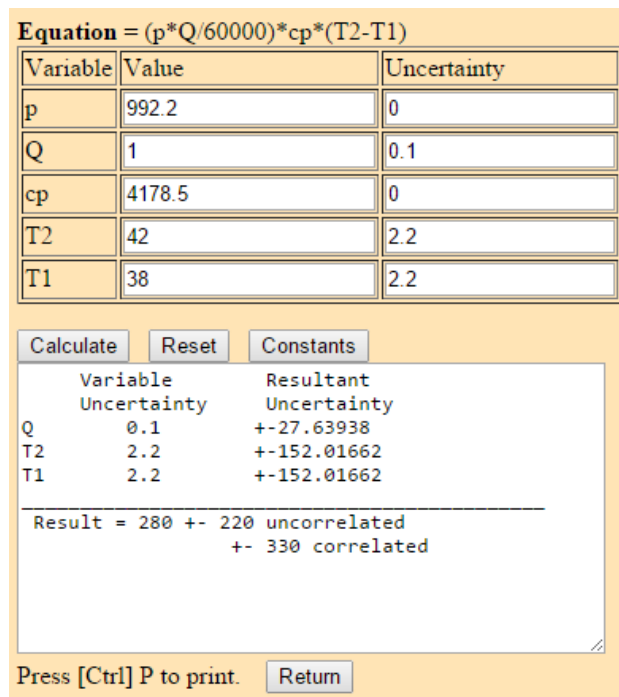 Equation = (p*Q/60000)*cp*(T2-T1)
Variable Value Uncertainty
p 992.2 0
Q 1 0.1
cp 4178.5 0
T2 42 2.2
T1 38 2.2
Calculate Reset Constants
Variable Resultant
Uncertainty Uncertainty
Q 0.1 +-27.63938
T2 2.2 +-152.01662
T1 2.2 +-152.01662
Result = 280 +- 220 uncorrelated
+- 330 correlated
Press [Ctrl] P to print. Return